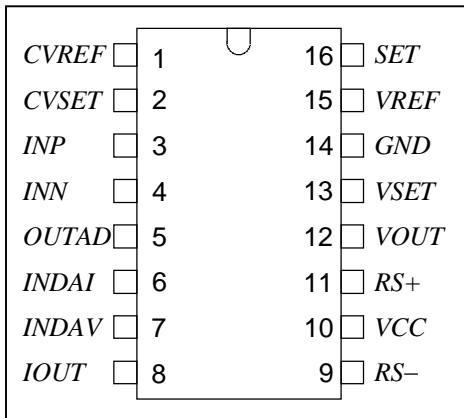 CVREF 1 16 SET
CVSET 2 15 VREF
INP 3 14 GND
INN 4 13 VSET
OUTAD 5 12 VOUT
INDAI 6 11 RS+
INDAV 7 10 VCC
IOUT 8 9 RS−